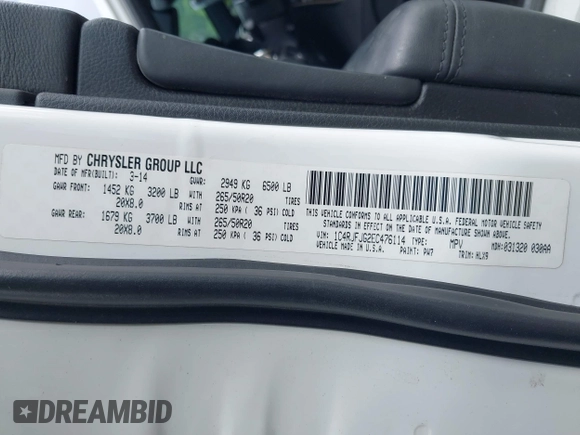 MFD BY CHRYSLER GROUP LLC
DATE OF MFR(BUILT): 3-14 GVWR: 2949 KG 6500 LB
GAWR FRONT: 1452 KG 3200 LB 265/50R20 TIRES
20X8.0 RIMS AT 250 KPA ( 36 PSI) COLD
GAWR REAR: 1679 KG 3700 LB 265/50R20 TIRES
20X8.0 RIMS AT 250 KPA ( 36 PSI) COLD
THIS VEHICLE CONFORMS TO ALL APPLICABLE U.S.A. FEDERAL MOTOR VEHICLE SAFETY
STANDARDS IN EFFECT ON THE DATE OF MANUFACTURE SHOWN ABOVE.
VIN: 1C4RJFJG2EC476114 TYPE: MPV MDH:031320 030AA
VEHICLE MADE IN U.S.A. PAINT: PW7 TRIM: HLX9
DREAMBID